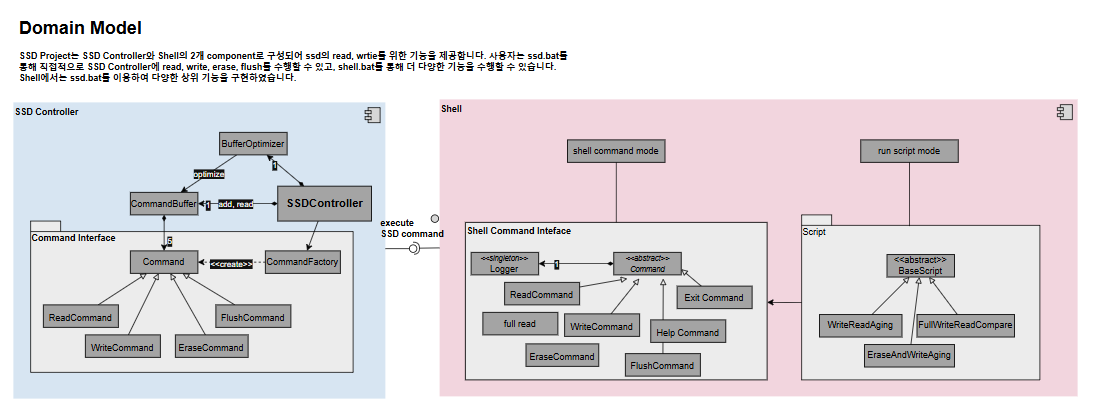 Domain Model
SSD Project는 SSD Controller와 Shell의 2개 component로 구성되어 ssd의 read, wrtie를 위한 기능을 제공합니다. 사용자는 ssd.bat를
통해 직접적으로 SSD Controller에 read, write, erase, flush를 수행할 수 있고, shell.bat를 통해 더 다양한 기능을 수행할 수 있습니다.
Shell에서는 ssd.bat를 이용하여 다양한 상위 기능을 구현하였습니다.
SSD Controller
BufferOptimizer
1
optimize
CommandBuffer
1
add, read
SSDController
6
Command Interface
Command
<<create>>
CommandFactory
ReadCommand
FlushCommand
WriteCommand
EraseCommand
execute
SSD command
Shell
shell command mode
run script mode
Shell Command Inteface
<<singleton>>
Logger
1
<<abstract>>
Command
ReadCommand
Exit Command
full read
WriteCommand
Help Command
EraseCommand
FlushCommand
Script
<<abstract>>
BaseScript
WriteReadAging
FullWriteReadCompare
EraseAndWriteAging